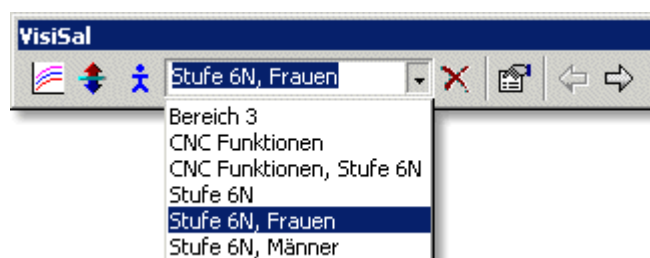 VisiSal
Stufe 6N, Frauen
Bereich 3
CNC Funktionen
CNC Funktionen, Stufe 6N
Stufe 6N
Stufe 6N, Frauen
Stufe 6N, Männer